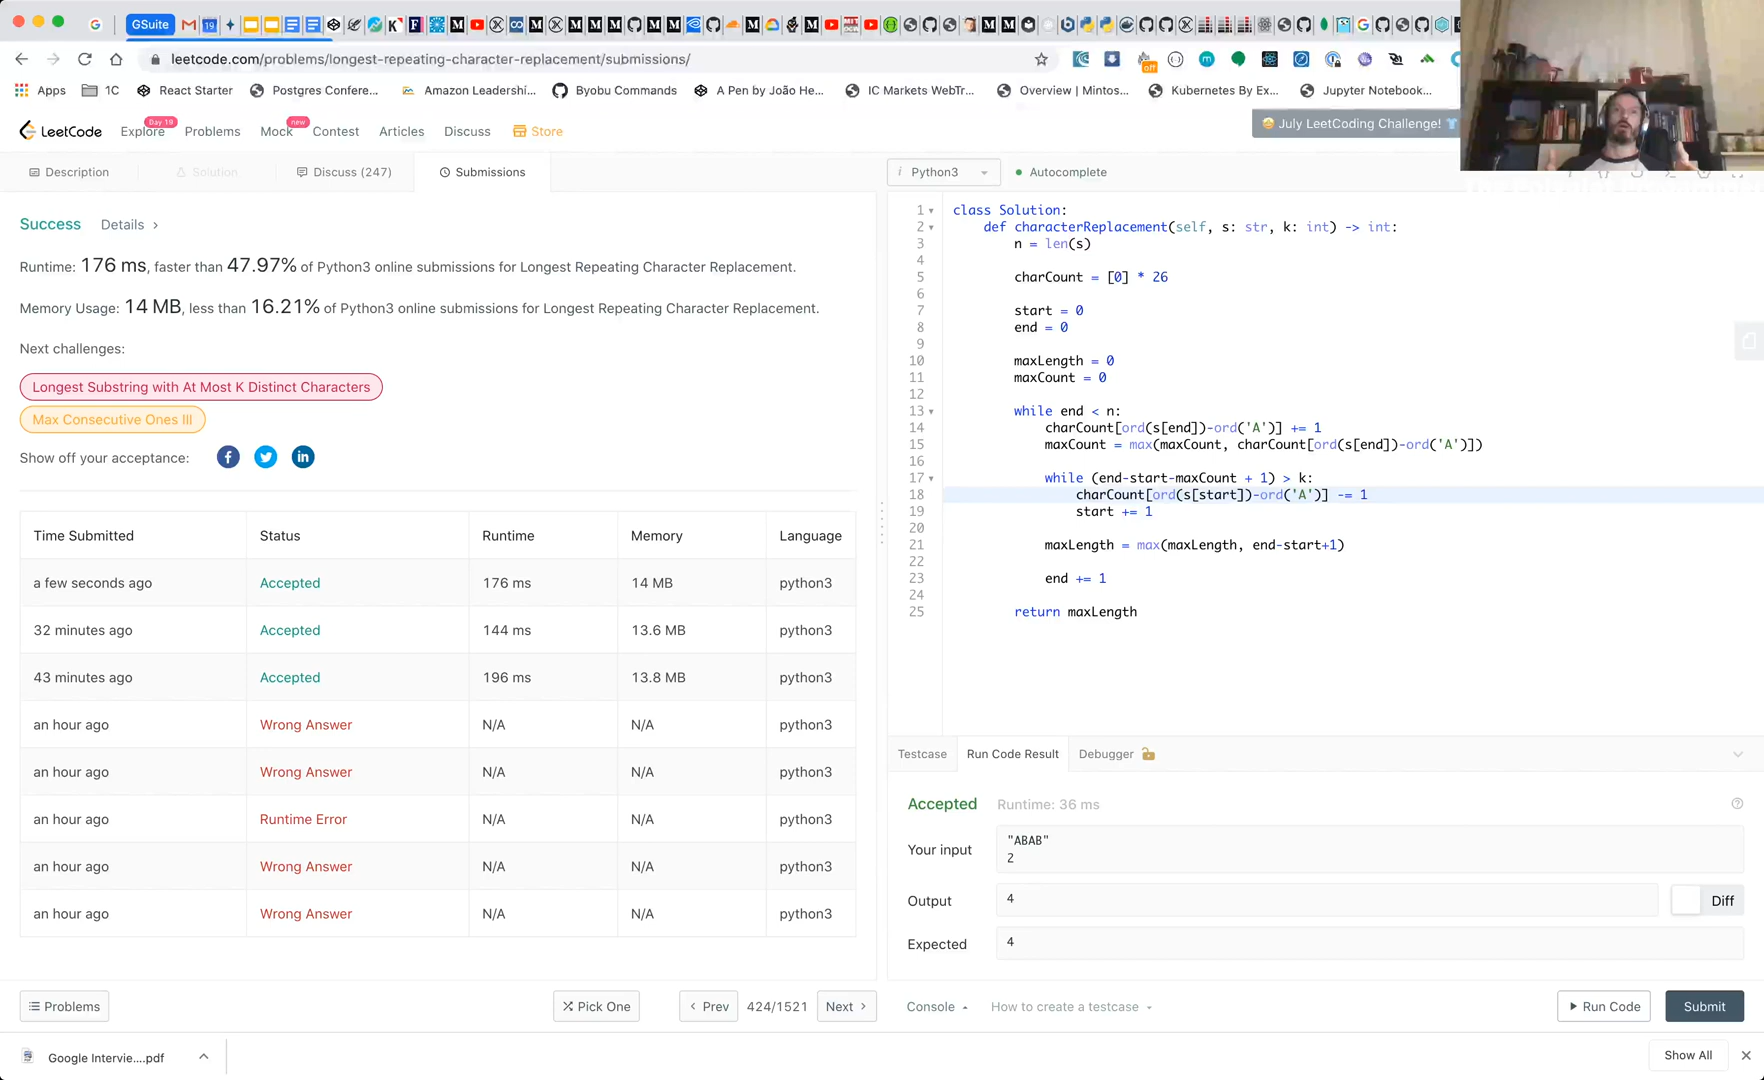 GSuite
19
leetcode.com/problems/longest-repeating-character-replacement/submissions/
off
Apps
1C
React Starter
Postgres Confere...
Amazon Leadershi...
Byobu Commands
A Pen by João He...
IC Markets WebTr...
Overview | Mintos...
Kubernetes By Ex...
Jupyter Notebook...
LeetCode
Explore
Day 19
Problems
Mock
new
Contest
Articles
Discuss
Store
July LeetCoding Challenge!
Description
Solution
Discuss (247)
Submissions
i Python3
Autocomplete
Success
Details
Runtime: 176 ms, faster than 47.97% of Python3 online submissions for Longest Repeating Character Replacement.
Memory Usage: 14 MB, less than 16.21% of Python3 online submissions for Longest Repeating Character Replacement.
Next challenges:
Longest Substring with At Most K Distinct Characters
Max Consecutive Ones III
Show off your acceptance:
Time Submitted Status Runtime Memory Language
a few seconds ago Accepted 176 ms 14 MB python3
32 minutes ago Accepted 144 ms 13.6 MB python3
43 minutes ago Accepted 196 ms 13.8 MB python3
an hour ago Wrong Answer N/A N/A python3
an hour ago Wrong Answer N/A N/A python3
an hour ago Runtime Error N/A N/A python3
an hour ago Wrong Answer N/A N/A python3
an hour ago Wrong Answer N/A N/A python3
1 class Solution:
2 def characterReplacement(self, s: str, k: int) -> int:
3 n = len(s)
4
5 charCount = [0] * 26
6
7 start = 0
8 end = 0
9
10 maxLength = 0
11 maxCount = 0
12
13 while end < n:
14 charCount[ord(s[end])-ord('A')] += 1
15 maxCount = max(maxCount, charCount[ord(s[end])-ord('A')])
16
17 while (end-start-maxCount + 1) > k:
18 charCount[ord(s[start])-ord('A')] -= 1
19 start += 1
20
21 maxLength = max(maxLength, end-start+1)
22
23 end += 1
24
25 return maxLength
Testcase
Run Code Result
Debugger
Accepted
Runtime: 36 ms
Your input
"ABAB"
2
Output
4
Diff
Expected
4
Problems
Pick One
Prev
424/1521
Next
Console
How to create a testcase
Run Code
Submit
Google Intervie....pdf
Show All